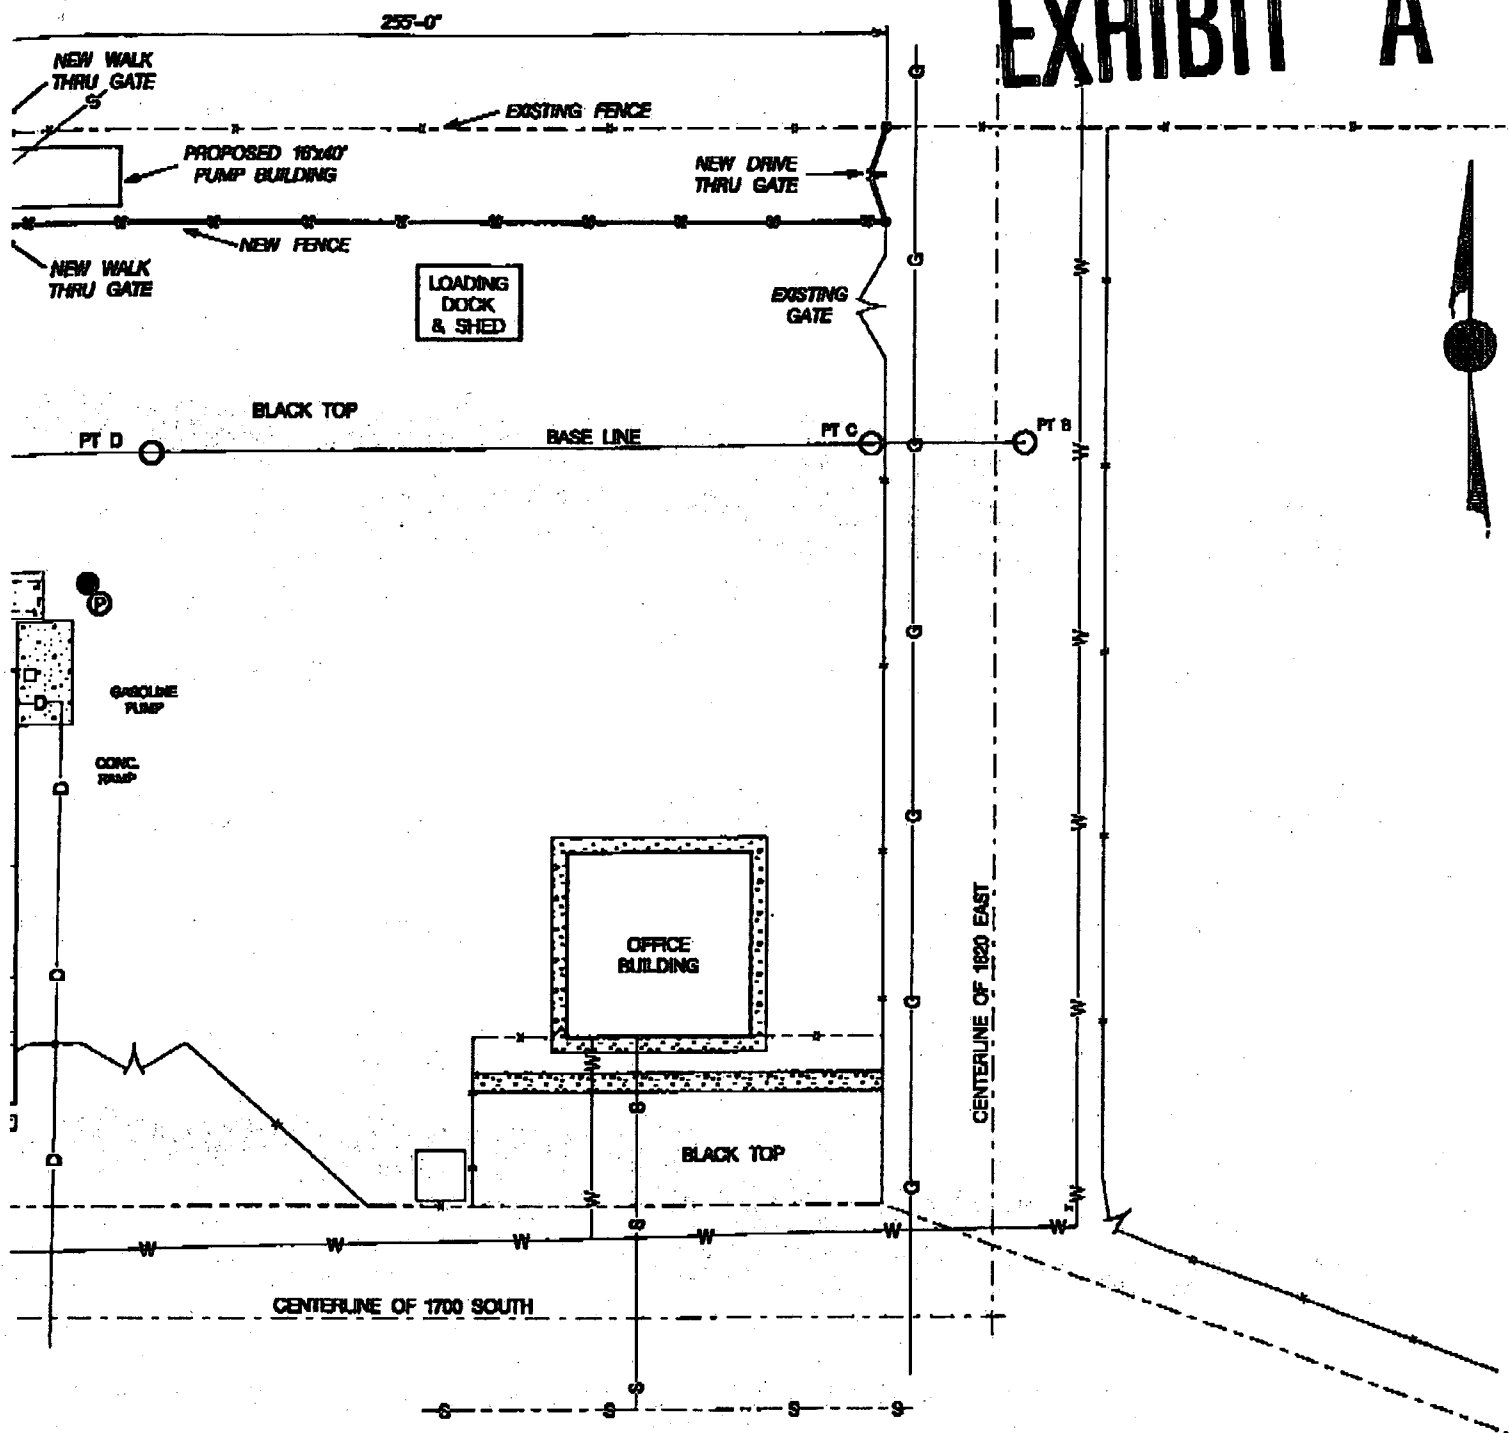 EXHIBIT A
255'-0"
NEW WALK
THRU GATE
S
EXISTING FENCE
PROPOSED 16'x40'
PUMP BUILDING
NEW DRIVE
THRU GATE
NEW FENCE
NEW WALK
THRU GATE
LOADING
DOCK
& SHED
EXISTING
GATE
BLACK TOP
PT D
BASE LINE
PT C
PT B
P
GASOLINE
PUMP
CONC.
RAMP
OFFICE
BUILDING
CENTERLINE OF 1820 EAST
BLACK TOP
CENTERLINE OF 1700 SOUTH
G
G
G
G
G
G
G
W
W
W
W
W
W
W
W
W
W
W
W
W
W
D
D
D
D
S
S
S
S
S
S